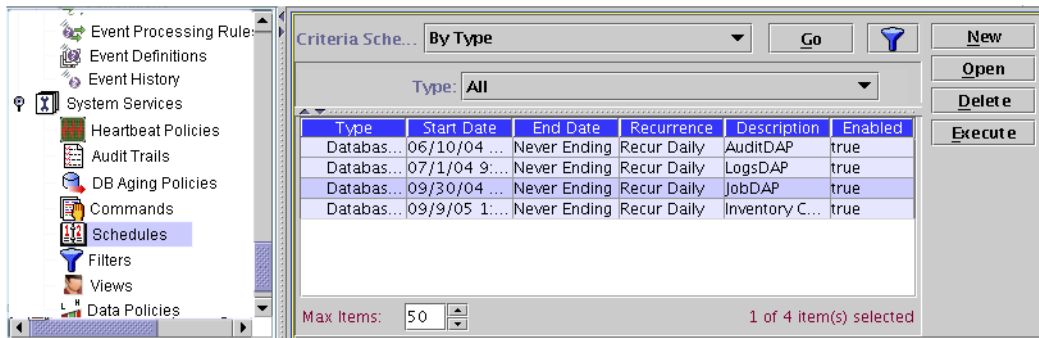 Event Processing Rule
Event Definitions
Event History
System Services
Heartbeat Policies
Audit Trails
DB Aging Policies
Commands
Schedules
Filters
Views
Data Policies
Criteria Sche... By Type Go
Type: All
Type Start Date End Date Recurrence Description Enabled
Databas... 06/10/04 ... Never Ending Recur Daily AuditDAP true
Databas... 07/1/04 9:... Never Ending Recur Daily LogsDAP true
Databas... 09/30/04 ... Never Ending Recur Daily JobDAP true
Databas... 09/9/05 1:... Never Ending Recur Daily Inventory C... true
Max Items: 50 1 of 4 item(s) selected
New
Open
Delete
Execute